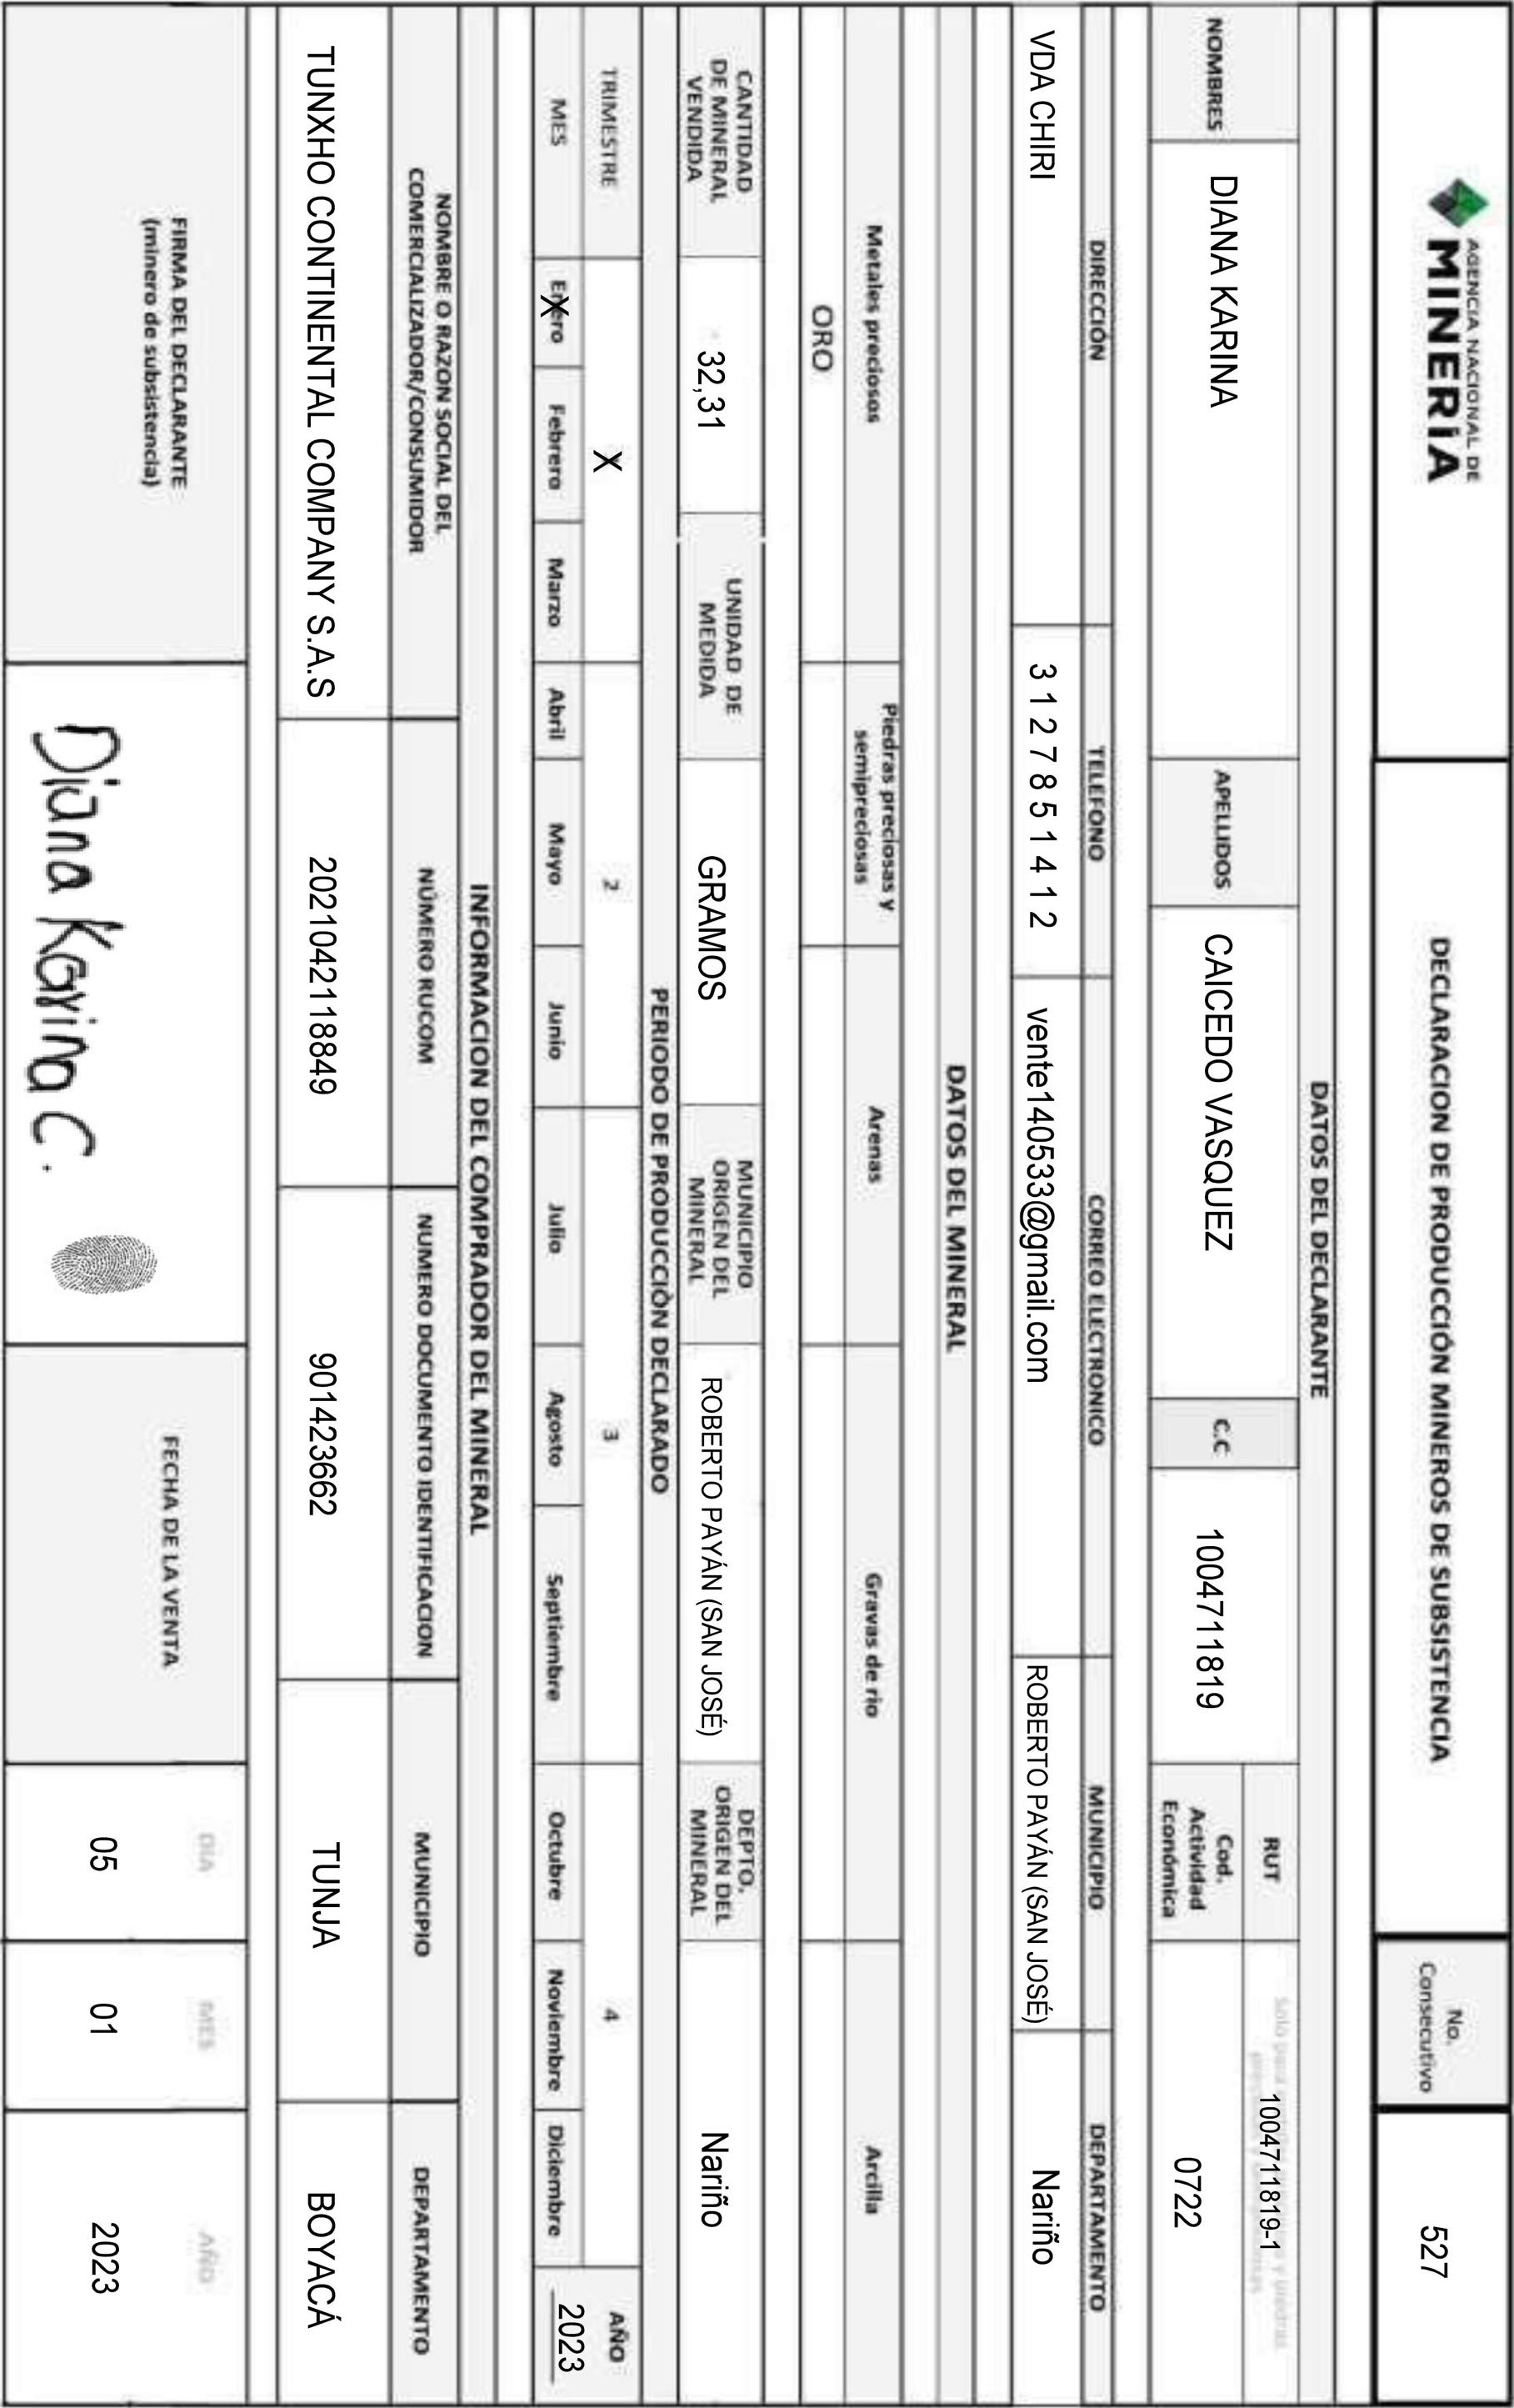 AGENCIA NACIONAL DE
MINERÍA
DECLARACION DE PRODUCCIÓN MINEROS DE SUBSISTENCIA
No.
Consecutivo
527
DATOS DEL DECLARANTE
NOMBRES
DIANA KARINA
APELLIDOS
CAICEDO VASQUEZ
C.C
1004711819
RUT
Solo para
y piedras
1004711819-1
Cod.
Actividad
Económica
0722
DIRECCIÓN
TELEFONO
CORREO ELECTRONICO
MUNICIPIO
DEPARTAMENTO
VDA CHIRI
3 1 2 7 8 5 1 4 1 2
vente140533@gmail.com
ROBERTO PAYÁN (SAN JOSÉ)
Nariño
DATOS DEL MINERAL
Metales preciosos
Piedras preciosas y
semipreciosas
Arenas
Gravas de rio
Arcilla
ORO
CANTIDAD
DE MINERAL
VENDIDA
32,31
UNIDAD DE
MEDIDA
GRAMOS
MUNICIPIO
ORIGEN DEL
MINERAL
ROBERTO PAYÁN (SAN JOSÉ)
DEPTO.
ORIGEN DEL
MINERAL
Nariño
PERIODO DE PRODUCCIÒN DECLARADO
TRIMESTRE
X
2
3
4
AÑO
MES
Enero
X
Febrero
Marzo
Abril
Mayo
Junio
Julio
Agosto
Septiembre
Octubre
Noviembre
Diciembre
2023
INFORMACIÓN DEL COMPRADOR DEL MINERAL
NOMBRE O RAZON SOCIAL DEL
COMERCIALIZADOR/CONSUMIDOR
NÚMERO RUCOM
NUMERO DOCUMENTO IDENTIFICACION
MUNICIPIO
DEPARTAMENTO
TUNXHO CONTINENTAL COMPANY S.A.S
2021042118849
901423662
TUNJA
BOYACÁ
FIRMA DEL DECLARANTE
(minero de subsistencia)
Diana Karina C.
FECHA DE LA VENTA
DIA
MES
AÑO
05
01
2023